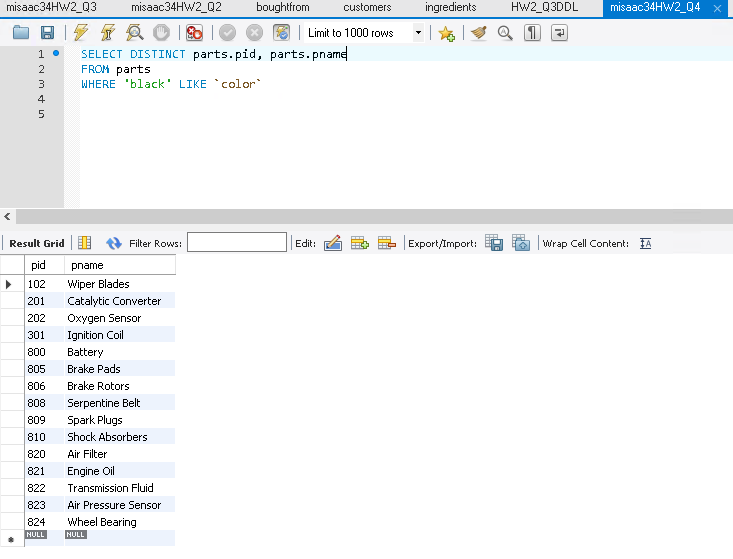 misaac34HW2_Q3 misaac34HW2_Q2 boughtfrom customers ingredients HW2_Q3DDL misaac34HW2_Q4
Limit to 1000 rows
1 SELECT DISTINCT parts.pid, parts.pname
2 FROM parts
3 WHERE 'black' LIKE `color`
4
5
Result Grid Filter Rows: Edit: Export/Import: Wrap Cell Content: IA
pid pname
102 Wiper Blades
201 Catalytic Converter
202 Oxygen Sensor
301 Ignition Coil
800 Battery
805 Brake Pads
806 Brake Rotors
808 Serpentine Belt
809 Spark Plugs
810 Shock Absorbers
820 Air Filter
821 Engine Oil
822 Transmission Fluid
823 Air Pressure Sensor
824 Wheel Bearing
NULL NULL